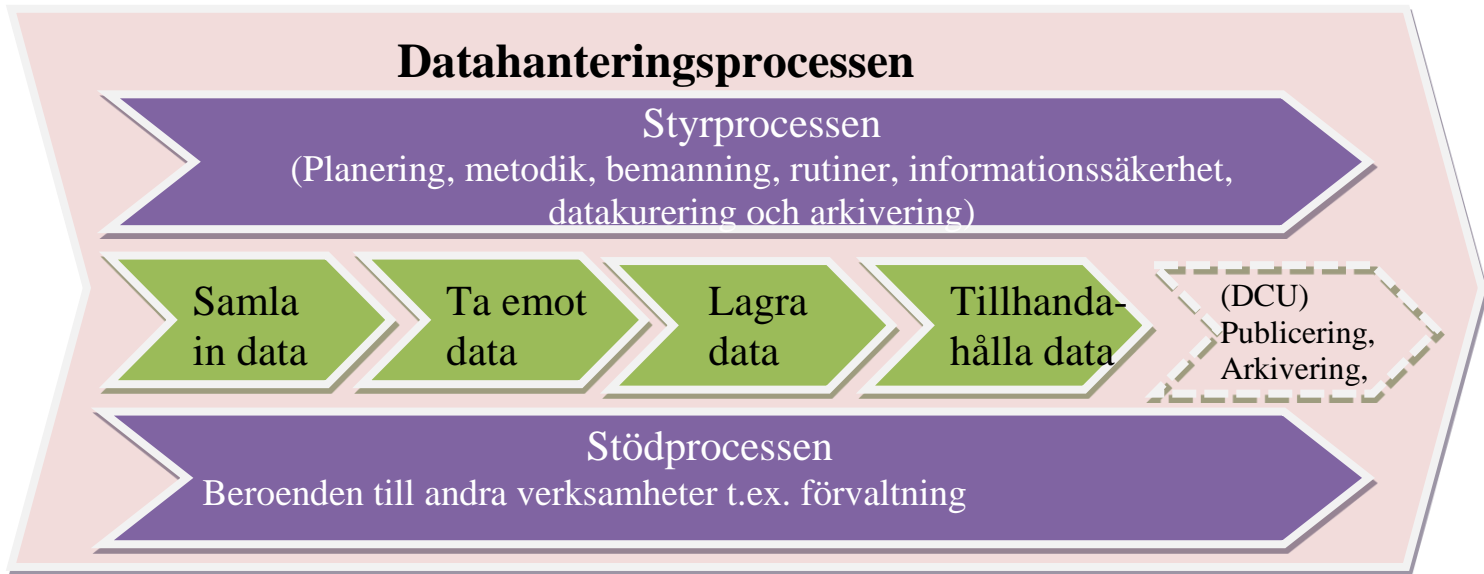 Datahanteringsprocessen
Styrprocessen
(Planering, metodik, bemanning, rutiner, informationssäkerhet,
datakurering och arkivering)
Samla
in data
Ta emot
data
Lagra
data
Tillhanda-
hålla data
(DCU)
Publicering,
Arkivering,
Stödprocessen
Beroenden till andra verksamheter t.ex. förvaltning